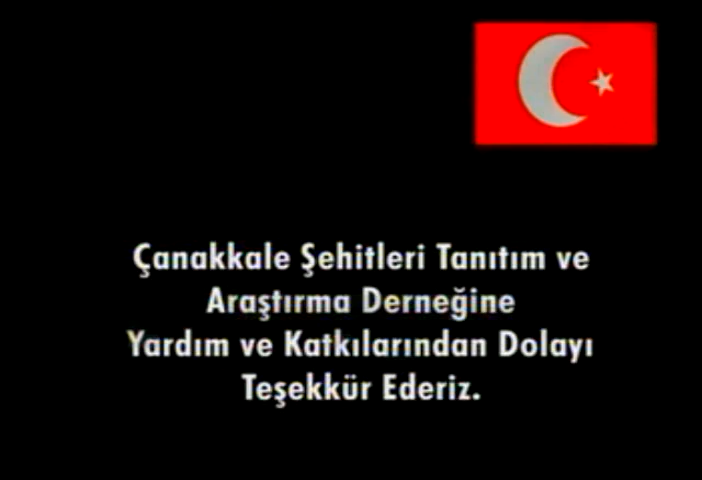 Çanakkale Şehitleri Tanıtım ve
Araştırma Derneğine
Yardım ve Katkılarından Dolayı
Teşekkür Ederiz.